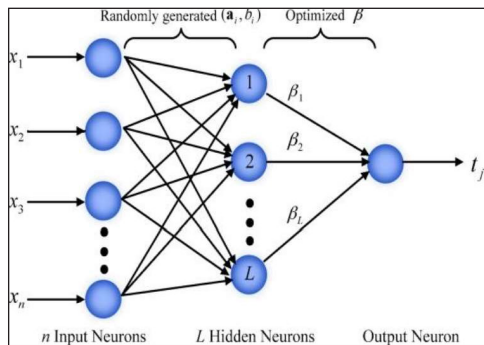 Randomly generated (a_i, b_i) Optimized β
x_1
x_2
x_3
x_n
1
2
L
β_1
β_2
β_L
t_j
n Input Neurons L Hidden Neurons Output Neuron